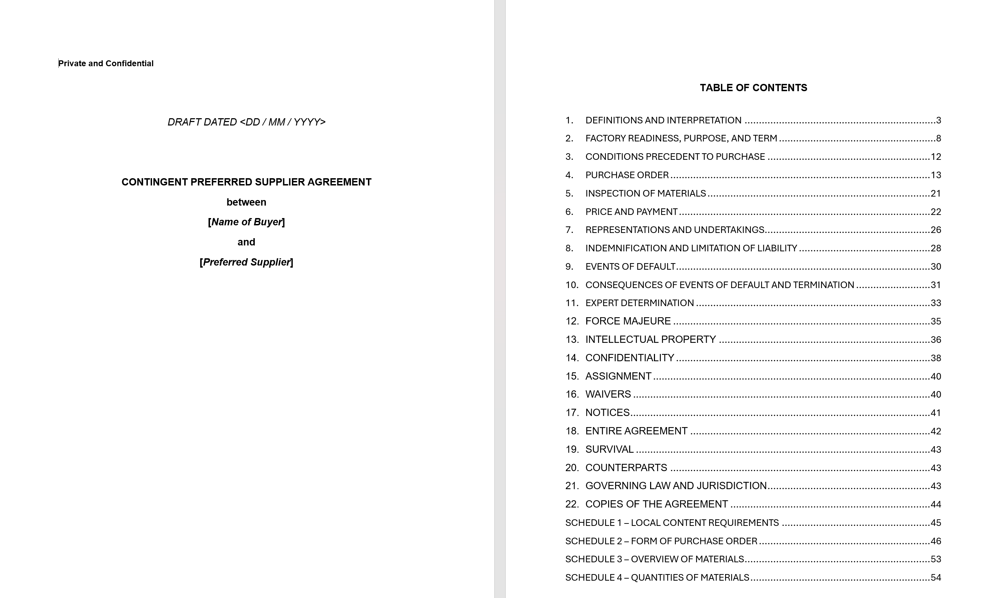 Private and Confidential
DRAFT DATED <DD / MM / YYYY>
CONTINGENT PREFERRED SUPPLIER AGREEMENT
between
[Name of Buyer]
and
[Preferred Supplier]
TABLE OF CONTENTS
1. DEFINITIONS AND INTERPRETATION ........ 3
2. FACTORY READINESS, PURPOSE, AND TERM ........ 8
3. CONDITIONS PRECEDENT TO PURCHASE ........ 12
4. PURCHASE ORDER ........ 13
5. INSPECTION OF MATERIALS ........ 21
6. PRICE AND PAYMENT ........ 22
7. REPRESENTATIONS AND UNDERTAKINGS ........ 26
8. INDEMNIFICATION AND LIMITATION OF LIABILITY ........ 28
9. EVENTS OF DEFAULT ........ 30
10. CONSEQUENCES OF EVENTS OF DEFAULT AND TERMINATION ........ 31
11. EXPERT DETERMINATION ........ 33
12. FORCE MAJEURE ........ 35
13. INTELLECTUAL PROPERTY ........ 36
14. CONFIDENTIALITY ........ 38
15. ASSIGNMENT ........ 40
16. WAIVERS ........ 40
17. NOTICES ........ 41
18. ENTIRE AGREEMENT ........ 42
19. SURVIVAL ........ 43
20. COUNTERPARTS ........ 43
21. GOVERNING LAW AND JURISDICTION ........ 43
22. COPIES OF THE AGREEMENT ........ 44
SCHEDULE 1 – LOCAL CONTENT REQUIREMENTS ........ 45
SCHEDULE 2 – FORM OF PURCHASE ORDER ........ 46
SCHEDULE 3 – OVERVIEW OF MATERIALS ........ 53
SCHEDULE 4 – QUANTITIES OF MATERIALS ........ 54